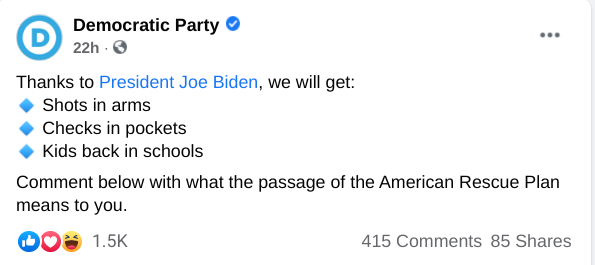 Democratic Party
22h ·
Thanks to President Joe Biden, we will get:
Shots in arms
Checks in pockets
Kids back in schools
Comment below with what the passage of the American Rescue Plan
means to you.
1.5K 415 Comments 85 Shares